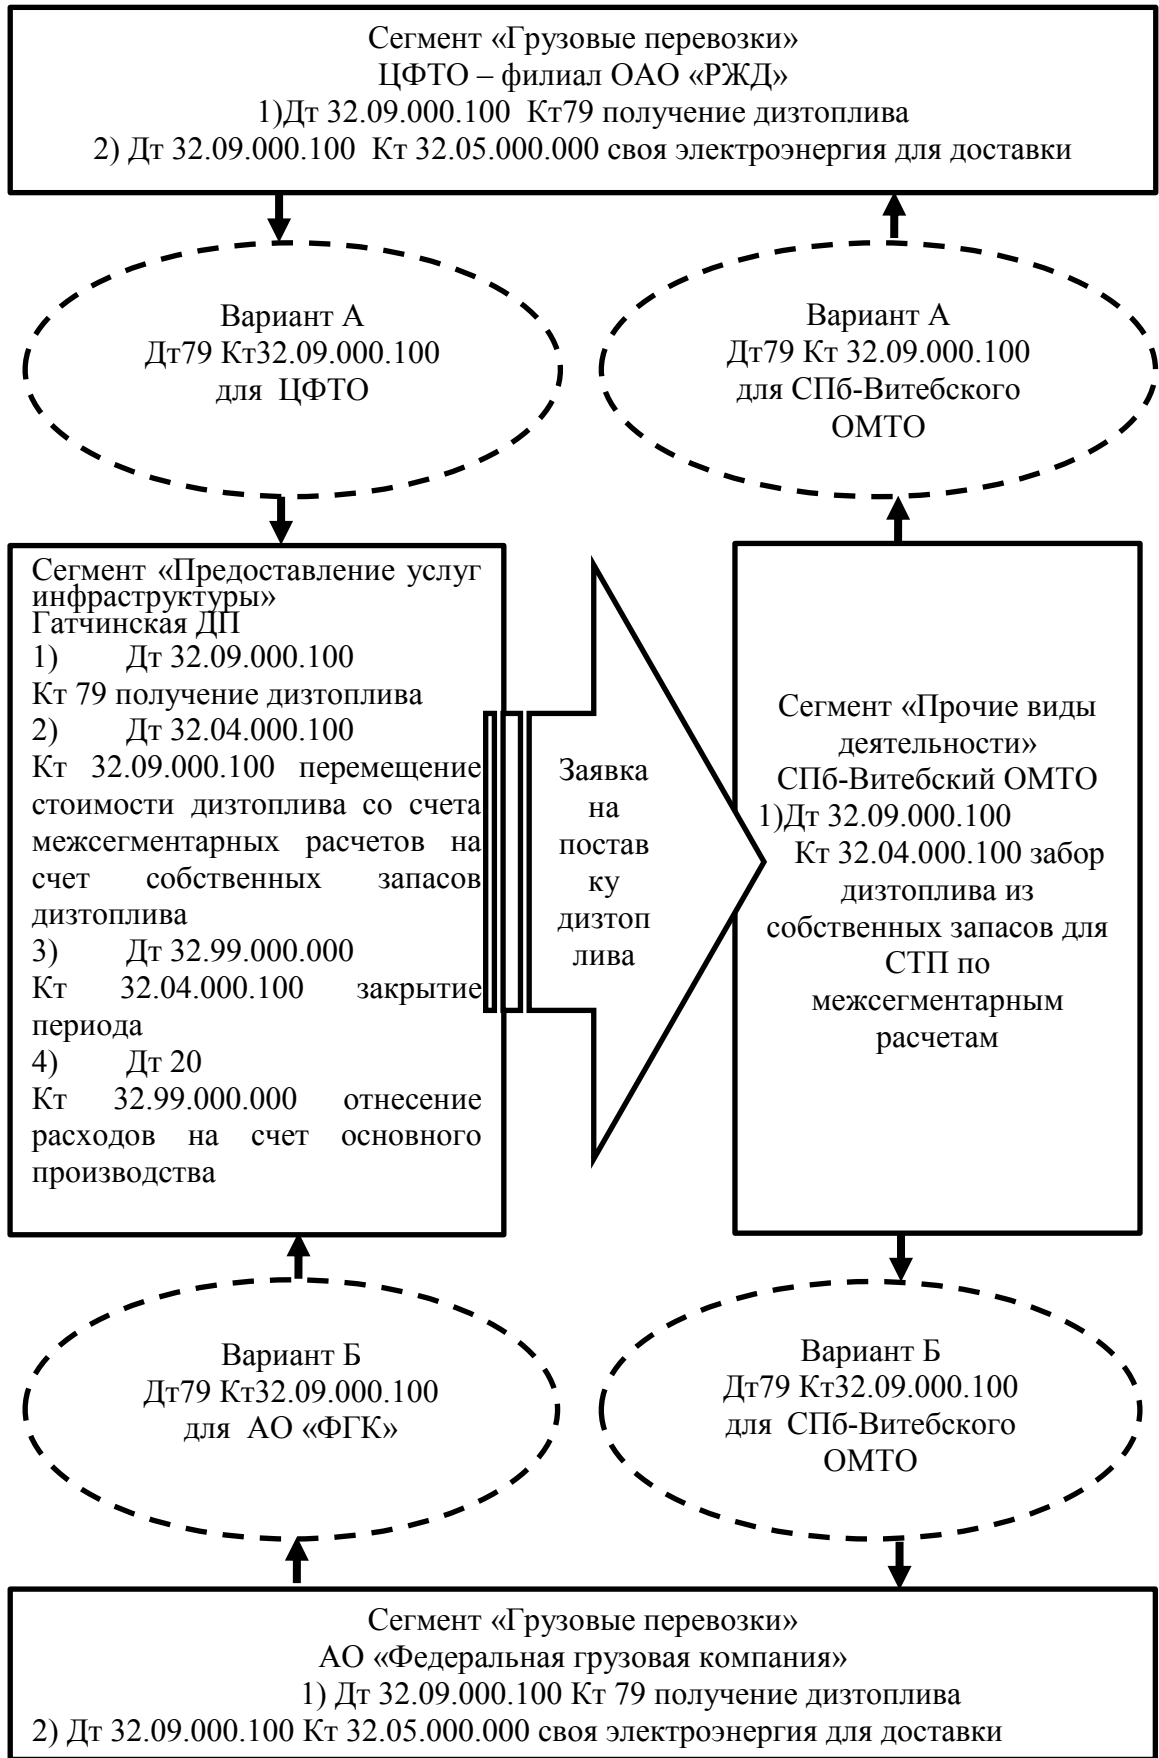 Сегмент «Грузовые перевозки»
ЦФТО – филиал ОАО «РЖД»
1)Дт 32.09.000.100 Кт79 получение дизтоплива
2) Дт 32.09.000.100 Кт 32.05.000.000 своя электроэнергия для доставки
Вариант А
Дт79 Кт32.09.000.100
для ЦФТО
Вариант А
Дт79 Кт 32.09.000.100
для СПб-Витебского
ОМТО
Сегмент «Предоставление услуг
инфраструктуры»
Гатчинская ДП
1) Дт 32.09.000.100
Кт 79 получение дизтоплива
2) Дт 32.04.000.100
Кт 32.09.000.100 перемещение
стоимости дизтоплива со счета
межсегментарных расчетов на
счет собственных запасов
дизтоплива
3) Дт 32.99.000.000
Кт 32.04.000.100 закрытие
периода
4) Дт 20
Кт 32.99.000.000 отнесение
расходов на счет основного
производства
Заявка
на
постав
ку
дизтоп
лива
Сегмент «Прочие виды
деятельности»
СПб-Витебский ОМТО
1)Дт 32.09.000.100
Кт 32.04.000.100 забор
дизтоплива из
собственных запасов для
СТП по
межсегментарным
расчетам
Вариант Б
Дт79 Кт32.09.000.100
для АО «ФГК»
Вариант Б
Дт79 Кт32.09.000.100
для СПб-Витебского
ОМТО
Сегмент «Грузовые перевозки»
АО «Федеральная грузовая компания»
1) Дт 32.09.000.100 Кт 79 получение дизтоплива
2) Дт 32.09.000.100 Кт 32.05.000.000 своя электроэнергия для доставки